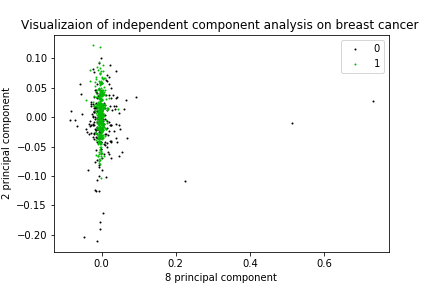 Visualizaion of independent component analysis on breast cancer
0
1
0.10
0.05
0.00
−0.05
−0.10
−0.15
−0.20
2 principal component
0.0 0.2 0.4 0.6
8 principal component